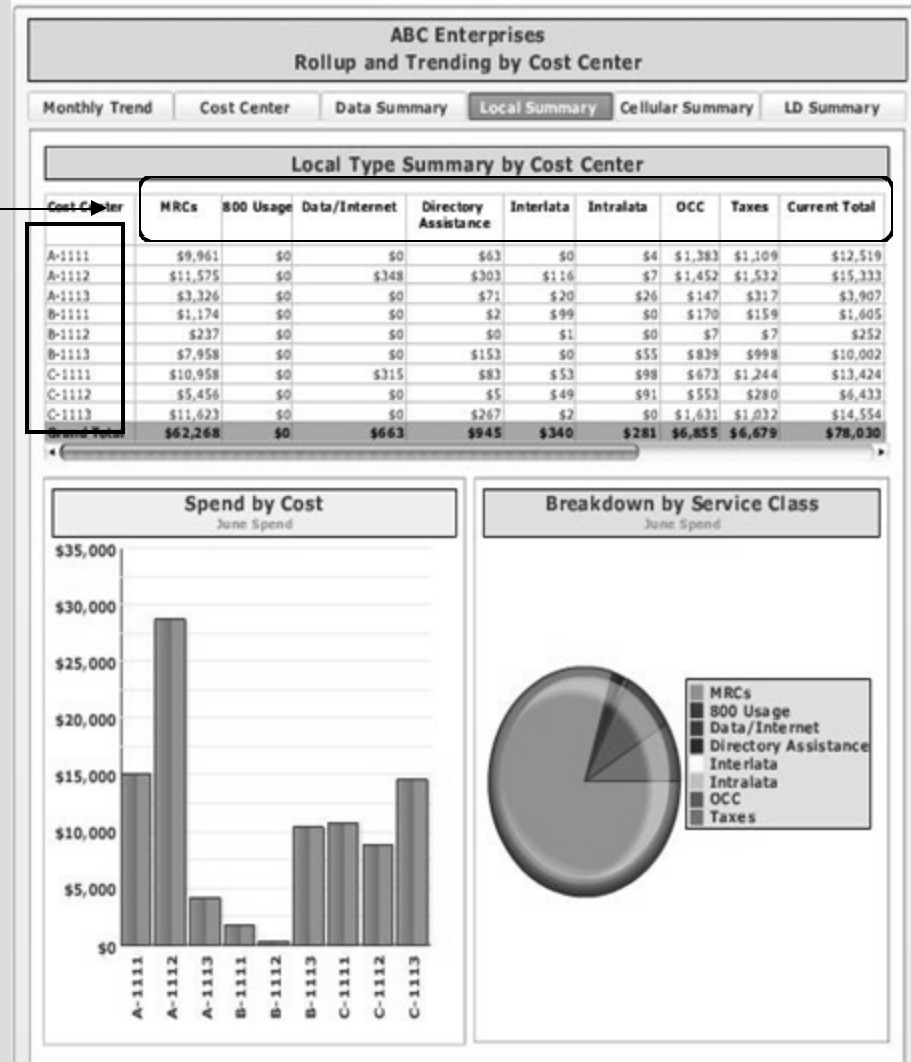 ABC Enterprises
Rollup and Trending by Cost Center
Monthly Trend Cost Center Data Summary Local Summary Cellular Summary LD Summary
Local Type Summary by Cost Center
Cost Center MRCs 800 Usage Data/Internet Directory Assistance Interlata Intralata OCC Taxes Current Total
A-1111 $9,961 $0 $0 $63 $0 $4 $1,383 $1,109 $12,519
A-1112 $11,575 $0 $348 $303 $116 $7 $1,452 $1,532 $15,333
A-1113 $3,326 $0 $0 $71 $20 $26 $147 $317 $3,907
B-1111 $1,174 $0 $0 $2 $99 $0 $170 $159 $1,605
B-1112 $237 $0 $0 $0 $1 $0 $7 $7 $252
B-1113 $7,958 $0 $0 $153 $0 $55 $839 $998 $10,002
C-1111 $10,958 $0 $315 $83 $53 $98 $673 $1,244 $13,424
C-1112 $5,456 $0 $0 $5 $49 $91 $553 $280 $6,433
C-1113 $11,623 $0 $0 $267 $2 $0 $1,631 $1,032 $14,554
Grand Total $62,268 $0 $663 $945 $340 $281 $6,855 $6,679 $78,030
Spend by Cost
June Spend
$35,000
$30,000
$25,000
$20,000
$15,000
$10,000
$5,000
$0
A-1111 A-1112 A-1113 B-1111 B-1112 B-1113 C-1111 C-1112 C-1113
Breakdown by Service Class
June Spend
MRCs
800 Usage
Data/Internet
Directory Assistance
Interlata
Intralata
OCC
Taxes